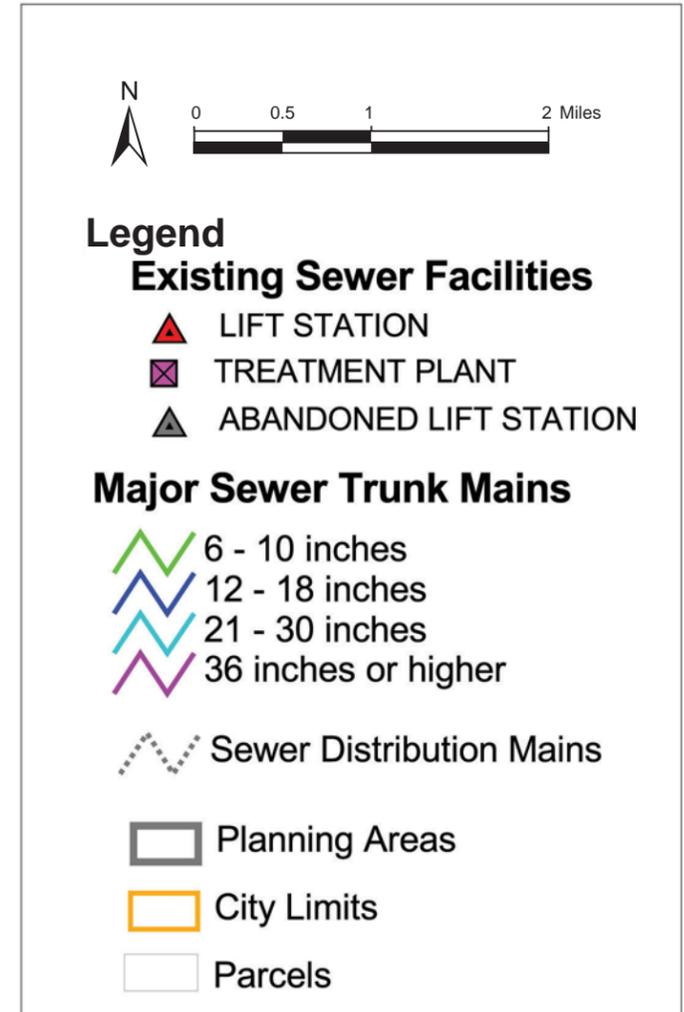 N
0 0.5 1 2 Miles
Legend
Existing Sewer Facilities
LIFT STATION
TREATMENT PLANT
ABANDONED LIFT STATION
Major Sewer Trunk Mains
6 - 10 inches
12 - 18 inches
21 - 30 inches
36 inches or higher
Sewer Distribution Mains
Planning Areas
City Limits
Parcels